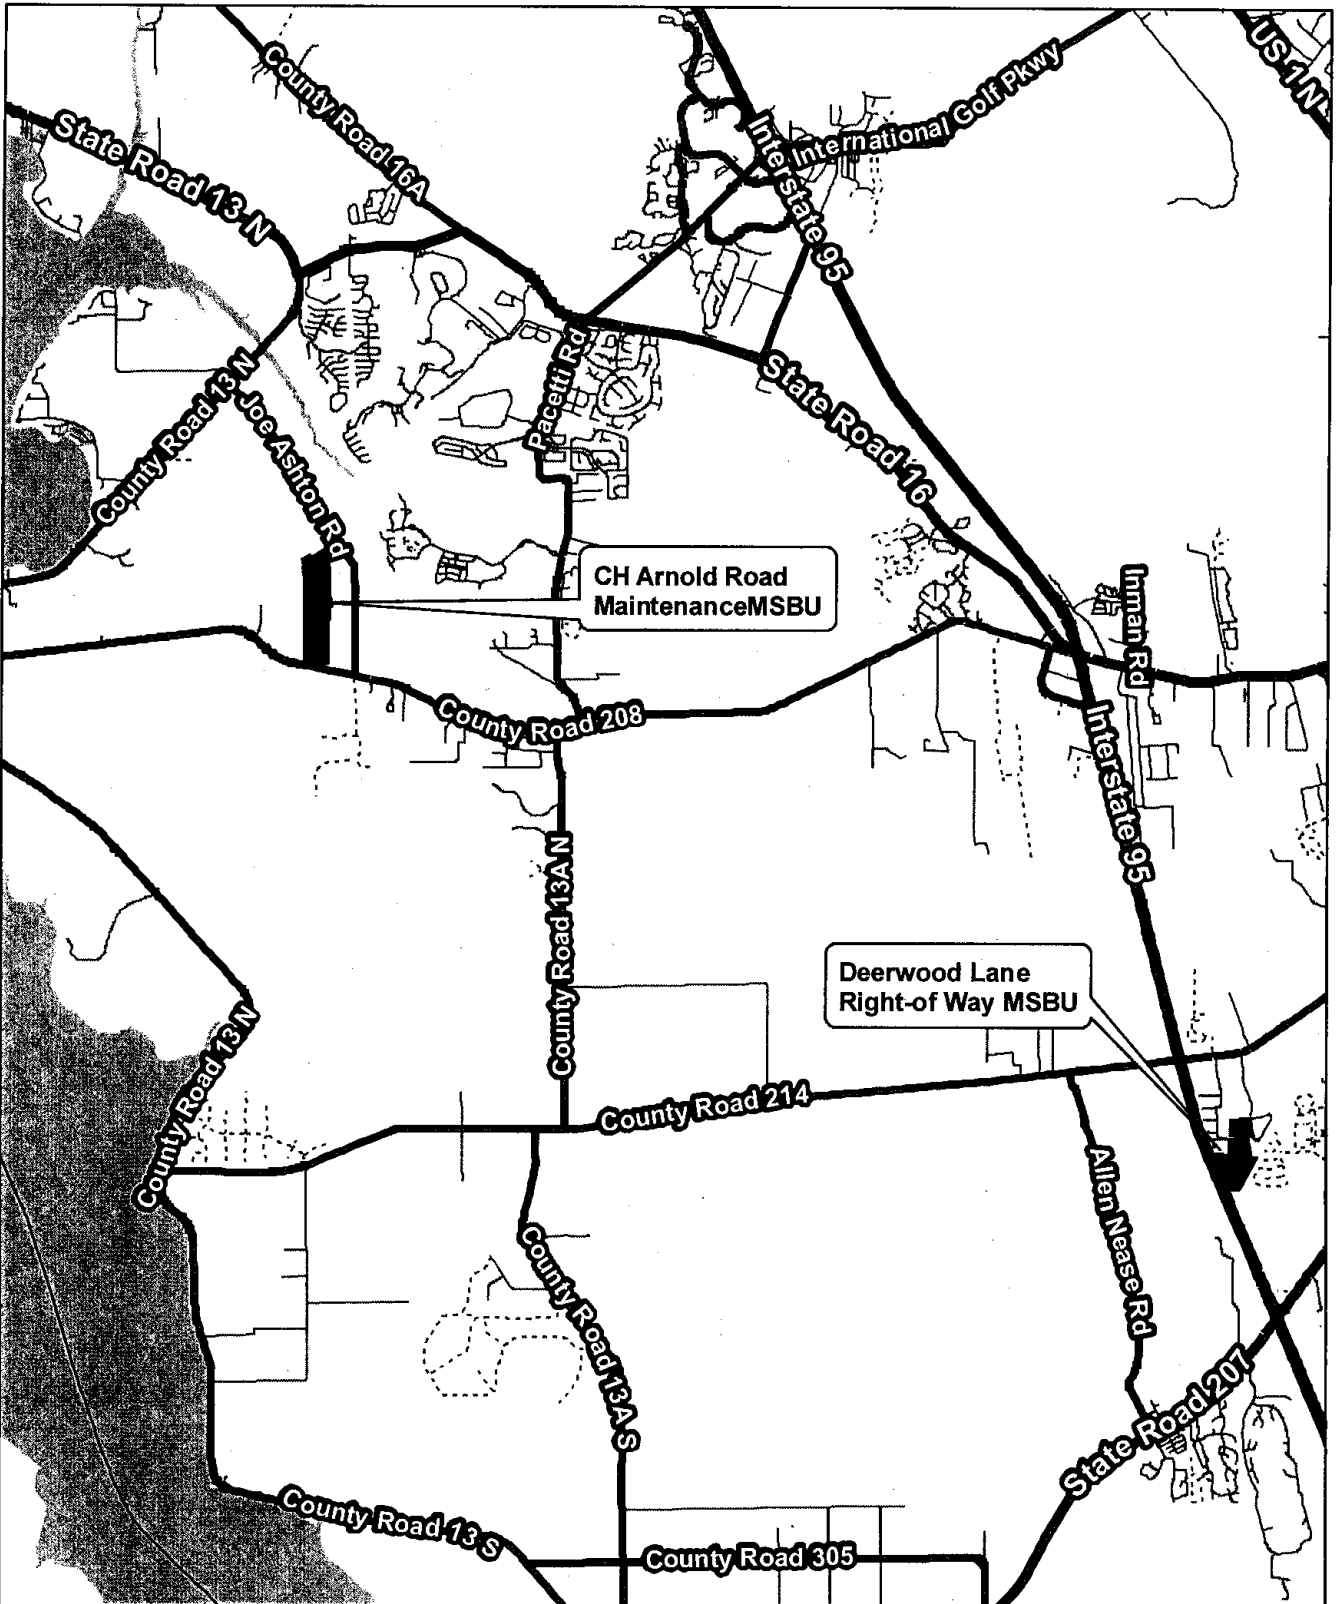 US 1 N
County Road 16A
International Golf Pkwy
State Road 13 N
Interstate 95
Pacetti Rd
County Road 13 N
Joe Ashton Rd
State Road 16
CH Arnold Road
MaintenanceMSBU
Inman Rd
County Road 208
Interstate 95
County Road 13A N
Deerwood Lane
Right-of Way MSBU
County Road 13 N
County Road 214
Allen Nease Rd
County Road 13A S
State Road 207
County Road 13 S
County Road 305